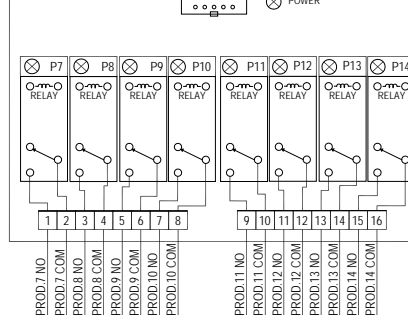 POWER
P7 P8 P9 P10 P11 P12 P13 P14
RELAY RELAY RELAY RELAY RELAY RELAY RELAY RELAY
1 2 3 4 5 6 7 8 9 10 11 12 13 14 15 16
PROD.7 NO
PROD.7 COM
PROD.8 NO
PROD.8 COM
PROD.9 NO
PROD.9 COM
PROD.10 NO
PROD.10 COM
PROD.11 NO
PROD.11 COM
PROD.12 NO
PROD.12 COM
PROD.13 NO
PROD.13 COM
PROD.14 NO
PROD.14 COM